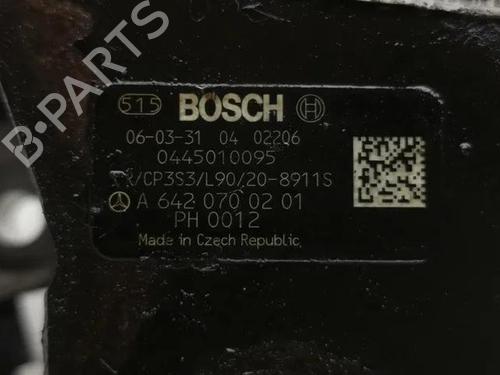 B-PARTS
515 BOSCH
06-03-31 04 02206
0445010095
/CP3S3/L90/20-8911S
A 642 070 02 01
PH 0012
Made in Czech Republic